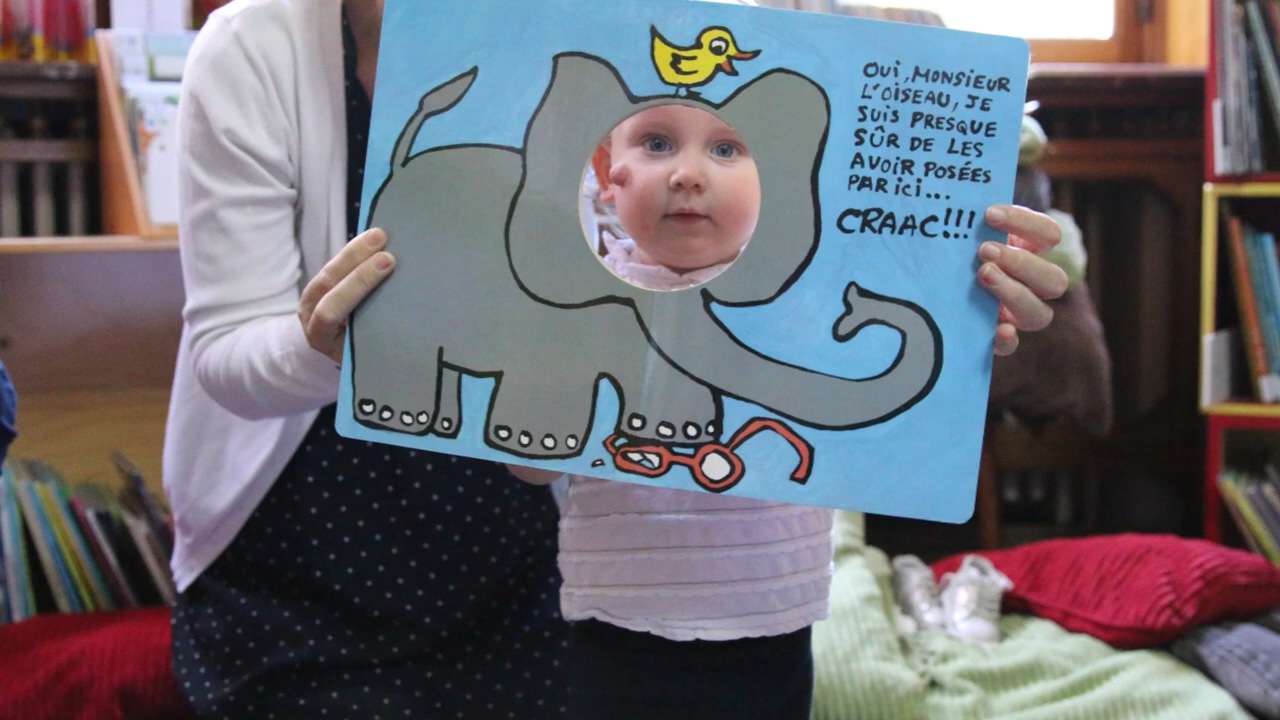 OUI, MONSIEUR
L'OISEAU, JE
SUIS PRESQUE
SÛR DE LES
AVOIR POSÉES
PAR ICI...
CRAAC!!!